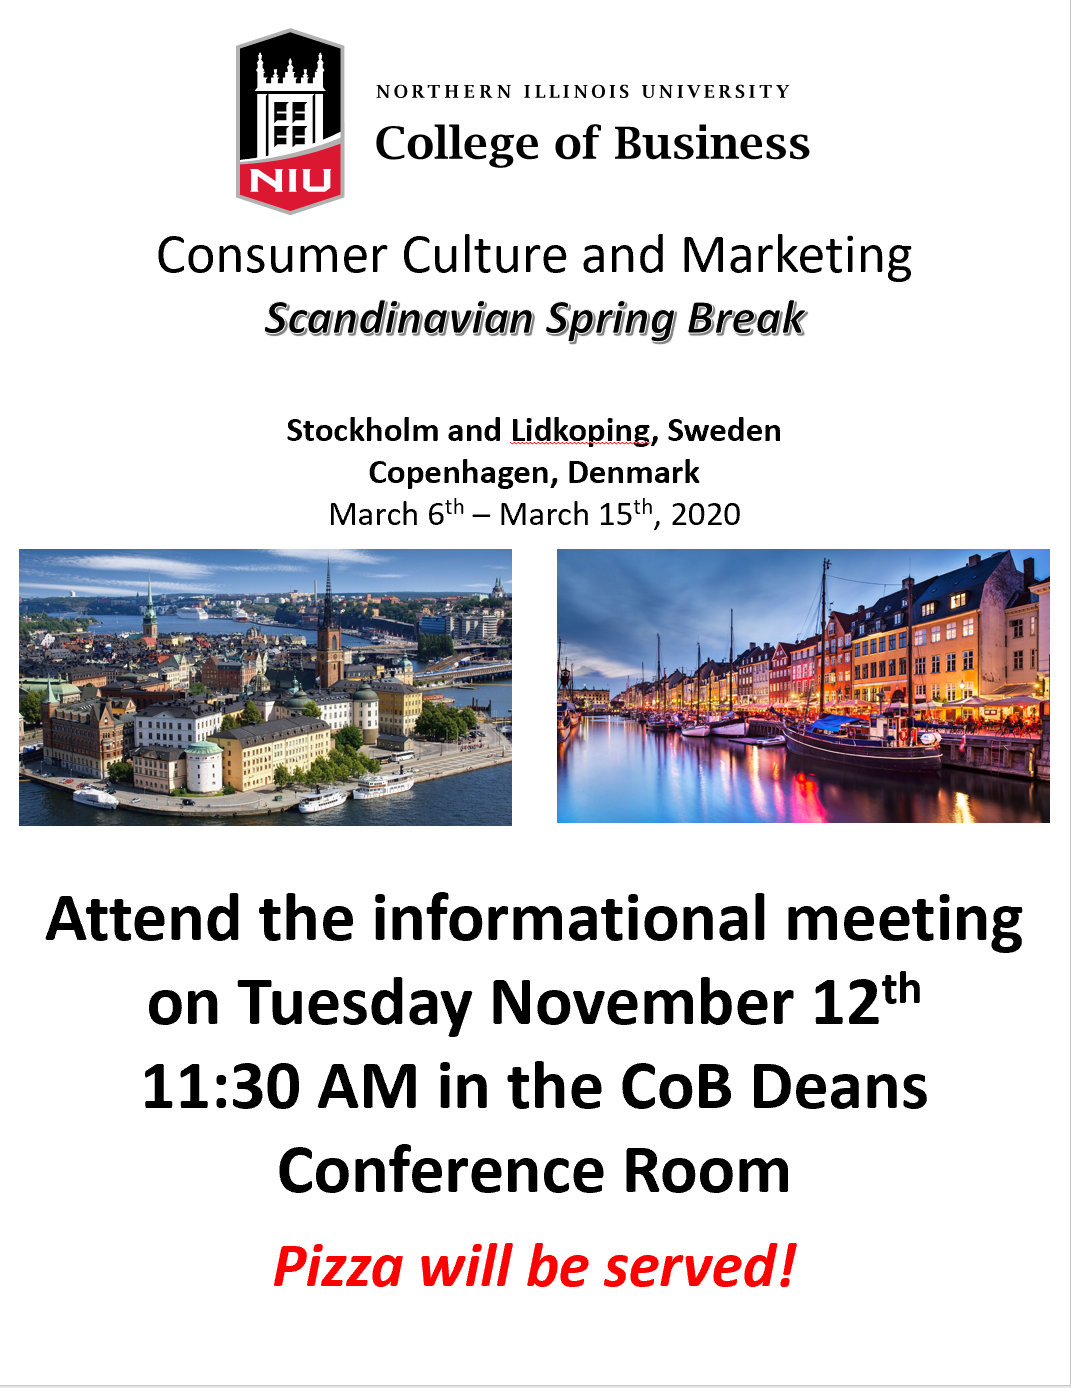 NORTHERN ILLINOIS UNIVERSITY
College of Business
NIU
Consumer Culture and Marketing
Scandinavian Spring Break
Stockholm and Lidkoping, Sweden
Copenhagen, Denmark
March 6th – March 15th, 2020
Attend the informational meeting
on Tuesday November 12th
11:30 AM in the CoB Deans
Conference Room
Pizza will be served!